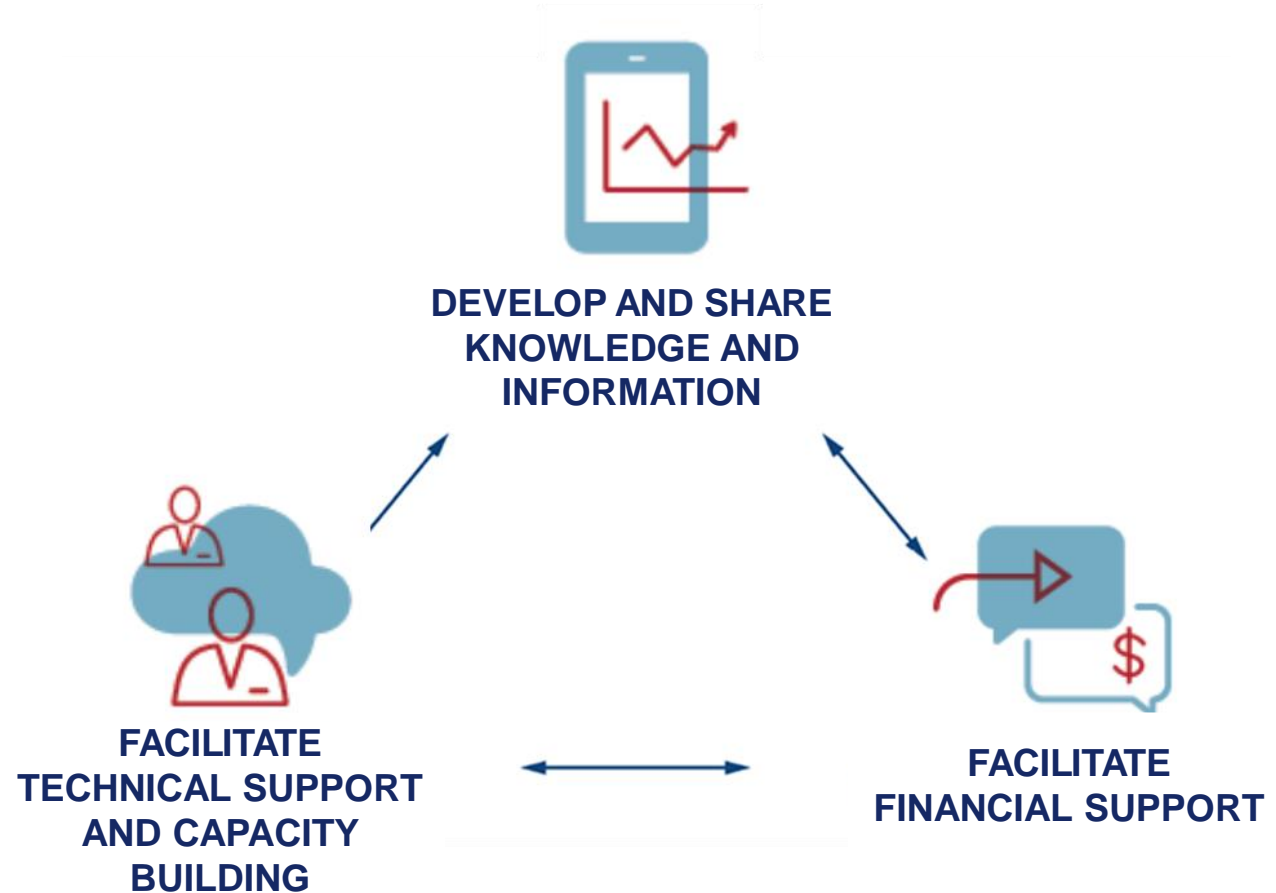 DEVELOP AND SHARE
KNOWLEDGE AND
INFORMATION
$
FACILITATE
TECHNICAL SUPPORT
AND CAPACITY
BUILDING
FACILITATE
FINANCIAL SUPPORT